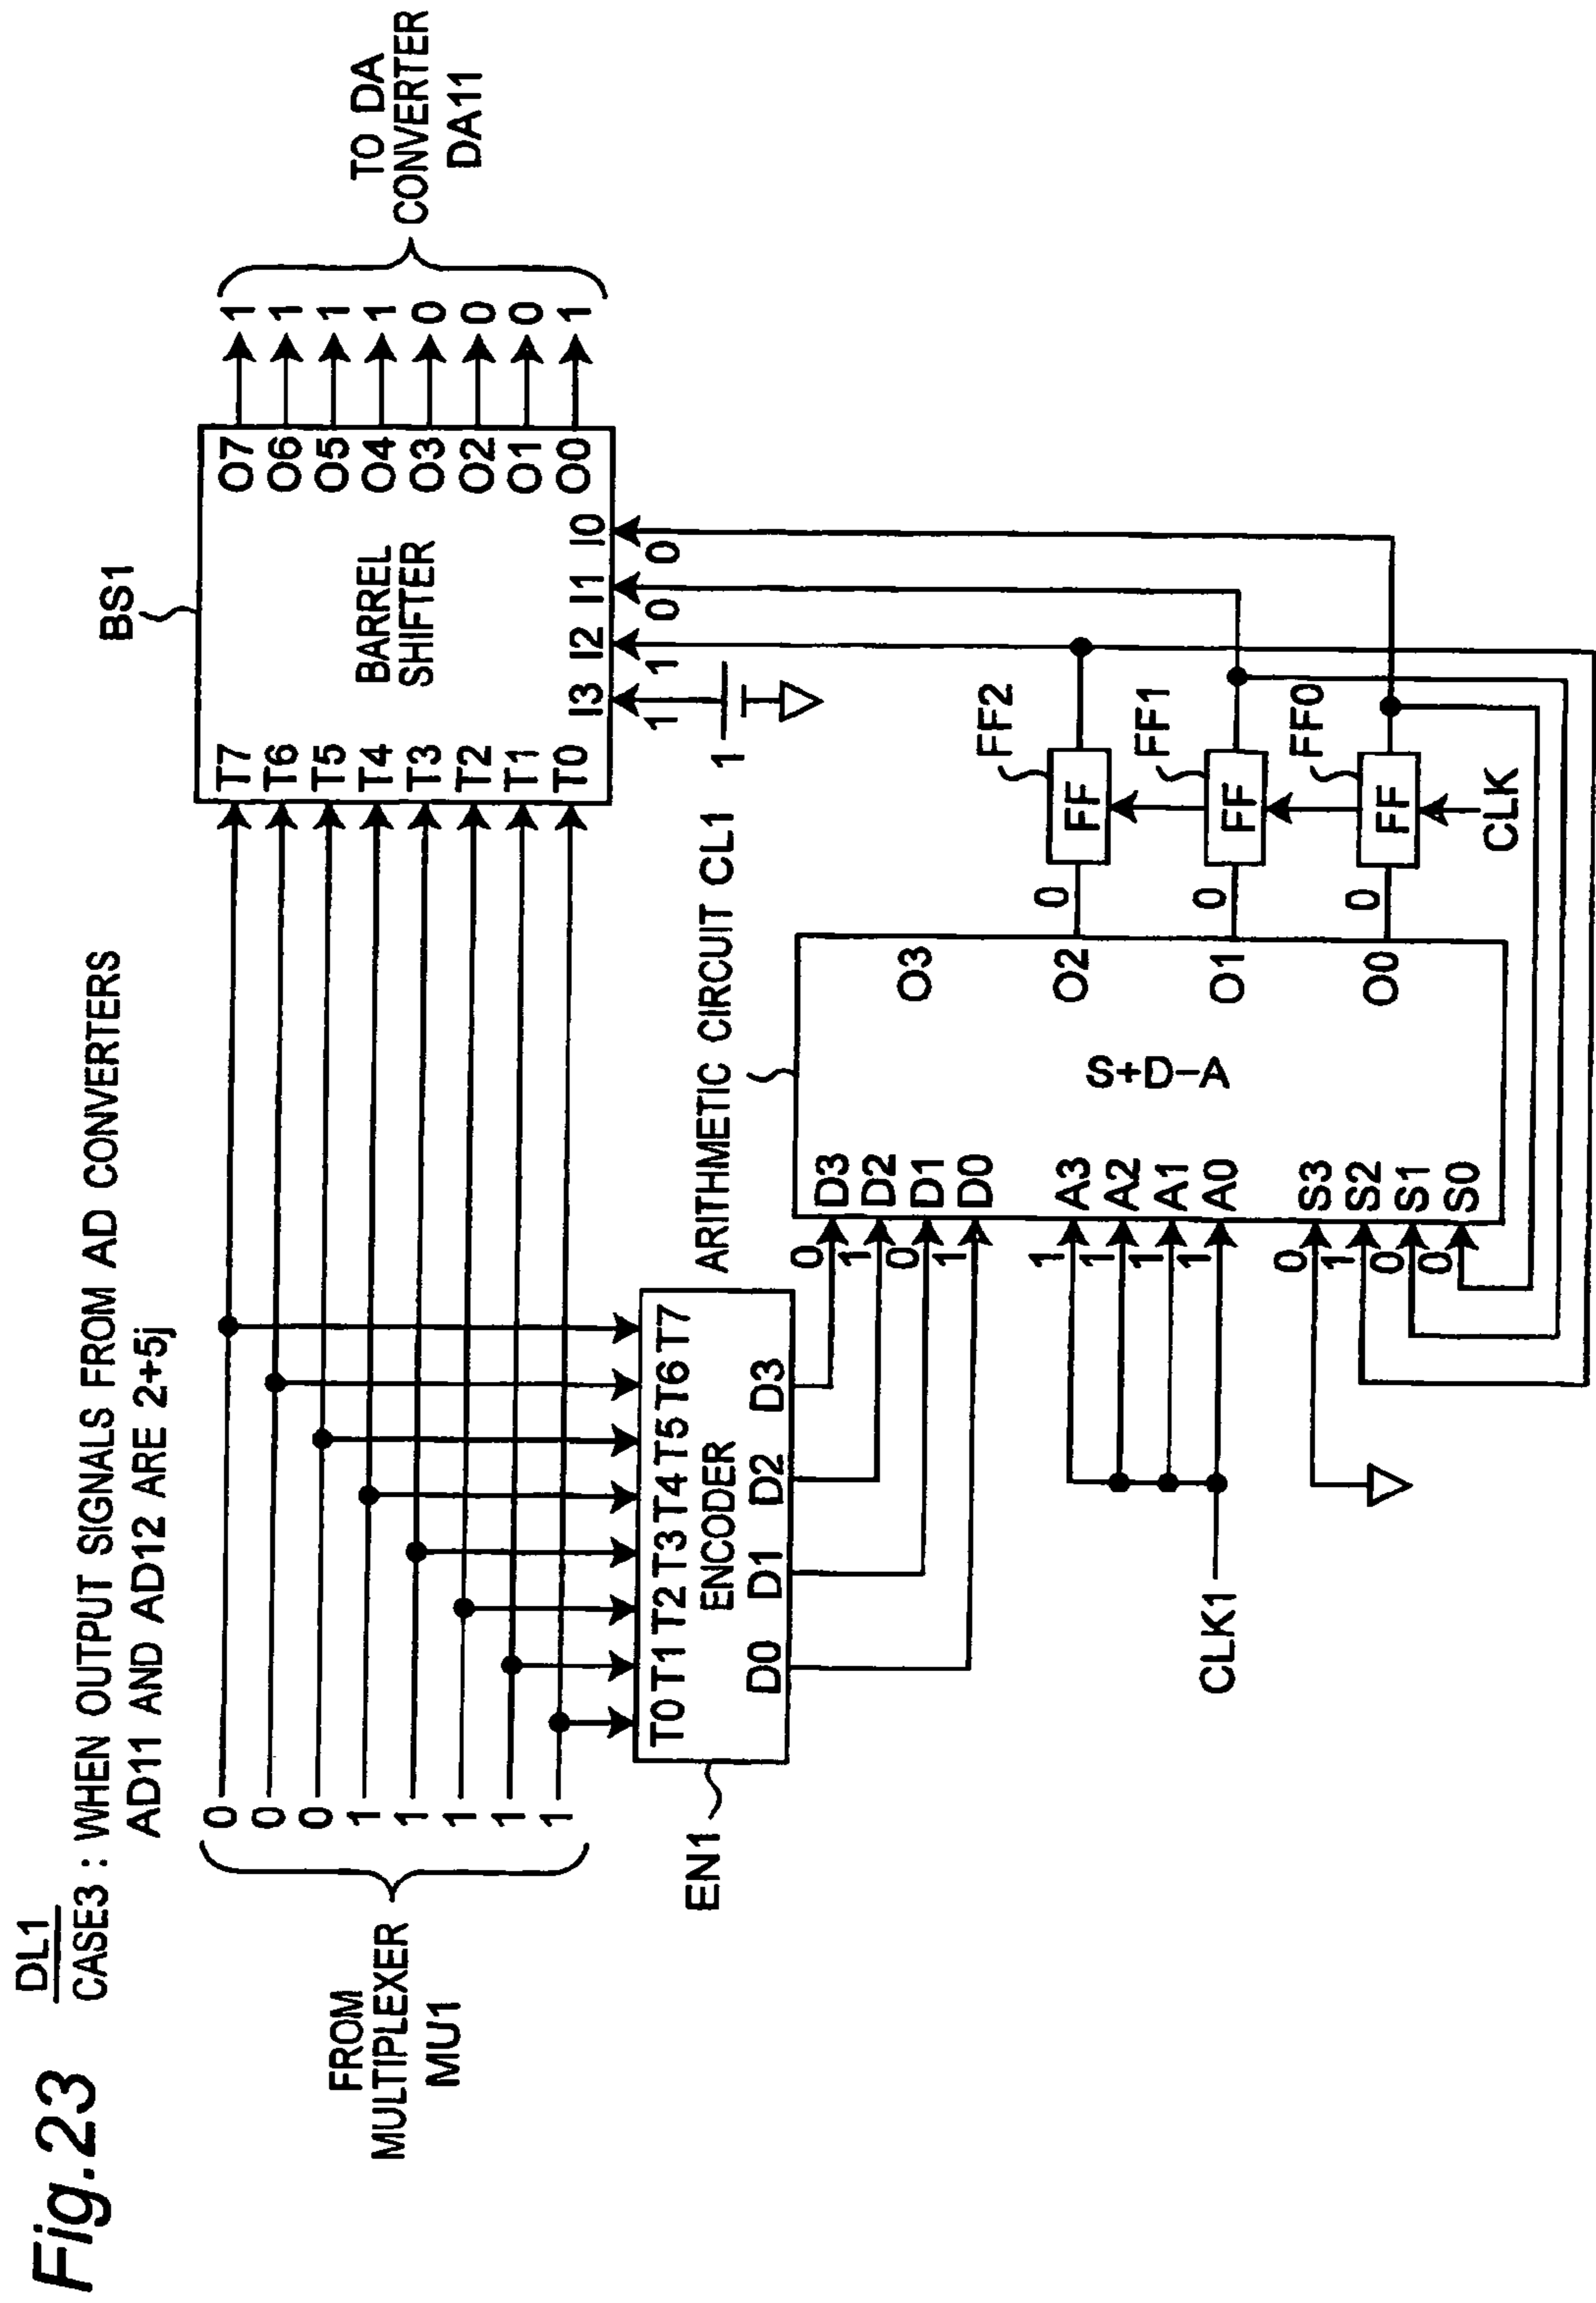 Fig.23
DL1
CASE3 : WHEN OUTPUT SIGNALS FROM AD CONVERTERS
AD11 AND AD12 ARE 2+5j
FROM
MULTIPLEXER
MU1
0
0
0
1
1
1
1
1
BS1
T7
T6
T5
T4
T3
T2
T1
T0
BARREL
SHIFTER
O7
O6
O5
O4
O3
O2
O1
O0
I3
I2
I1
I0
1
1
0
0
1
1
1
1
1
0
0
0
1
TO DA
CONVERTER
DA11
EN1
T0
T1
T2
T3
T4
T5
T6
T7
ENCODER
D0
D1
D2
D3
ARITHMETIC CIRCUIT CL1
0
1
0
1
D3
D2
D1
D0
1
1
1
1
A3
A2
A1
A0
0
1
0
0
S3
S2
S1
S0
S+D−A
O3
O2
O1
O0
0
0
0
FF2
FF
FF1
FF
FF0
FF
CLK
CLK1